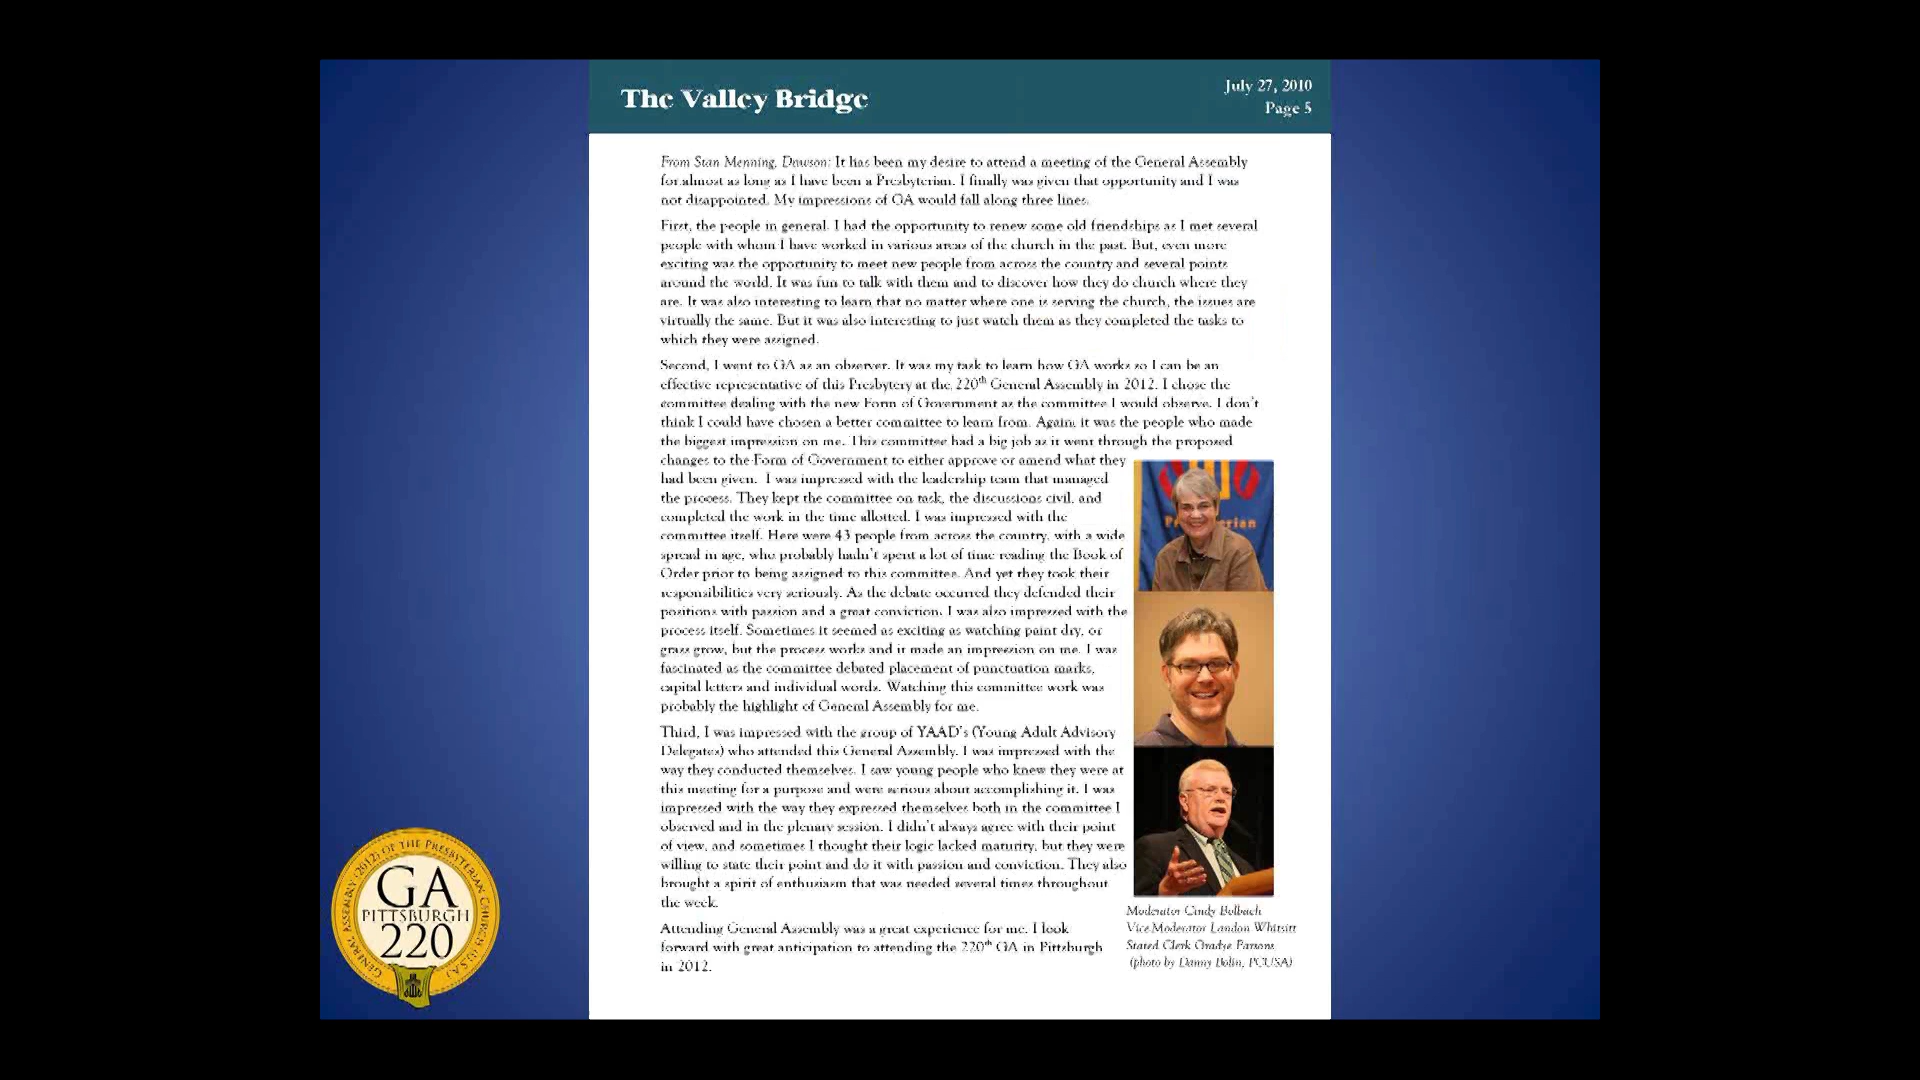 The Valley Bridge
July 27, 2010
Page 5
From Stan Menning, Dawson: It has been my desire to attend a meeting of the General Assembly
for almost as long as I have been a Presbyterian. I finally was given that opportunity and I was
not disappointed. My impressions of GA would fall along three lines.
First, the people in general. I had the opportunity to renew some old friendships as I met several
people with whom I have worked in various areas of the church in the past. But, even more
exciting was the opportunity to meet new people from across the country and several points
around the world. It was fun to talk with them and to discover how they do church where they
are. It was also interesting to learn that no matter where one is serving the church, the issues are
virtually the same. But it was also interesting to just watch them as they completed the tasks to
which they were assigned.
Second, I went to GA as an observer. It was my task to learn how GA works so I can be an
effective representative of this Presbytery at the 220th General Assembly in 2012. I chose the
committee dealing with the new Form of Government as the committee I would observe. I don't
think I could have chosen a better committee to learn from. Again, it was the people who made
the biggest impression on me. This committee had a big job as it went through the proposed
changes to the Form of Government to either approve or amend what they
had been given. I was impressed with the leadership team that managed
the process. They kept the committee on task, the discussions civil, and
completed the work in the time allotted. I was impressed with the
committee itself. Here were 43 people from across the country, with a wide
spread in age, who probably hadn't spent a lot of time reading the Book of
Order prior to being assigned to this committee. And yet they took their
responsibilities very seriously. As the debate occurred they defended their
positions with passion and a great conviction. I was also impressed with the
process itself. Sometimes it seemed as exciting as watching paint dry, or
grass grow, but the process works and it made an impression on me. I was
fascinated as the committee debated placement of punctuation marks,
capital letters and individual words. Watching this committee work was
probably the highlight of General Assembly for me.
Third, I was impressed with the group of YAAD's (Young Adult Advisory
Delegates) who attended this General Assembly. I was impressed with the
way they conducted themselves. I saw young people who knew they were at
this meeting for a purpose and were serious about accomplishing it. I was
impressed with the way they expressed themselves both in the committee I
observed and in the plenary session. I didn't always agree with their point
of view, and sometimes I thought their logic lacked maturity, but they were
willing to state their point and do it with passion and conviction. They also
brought a spirit of enthusiasm that was needed several times throughout
the week.
Attending General Assembly was a great experience for me. I look
forward with great anticipation to attending the 220th GA in Pittsburgh
in 2012.
Moderator Cindy Bolbach
Vice Moderator Landon Whitsitt
Stated Clerk Gradye Parsons
(photo by Danny Bolin, PCUSA)
GENERAL ASSEMBLY (2012) OF THE PRESBYTERIAN CHURCH (U.S.A.)
GA
PITTSBURGH
220